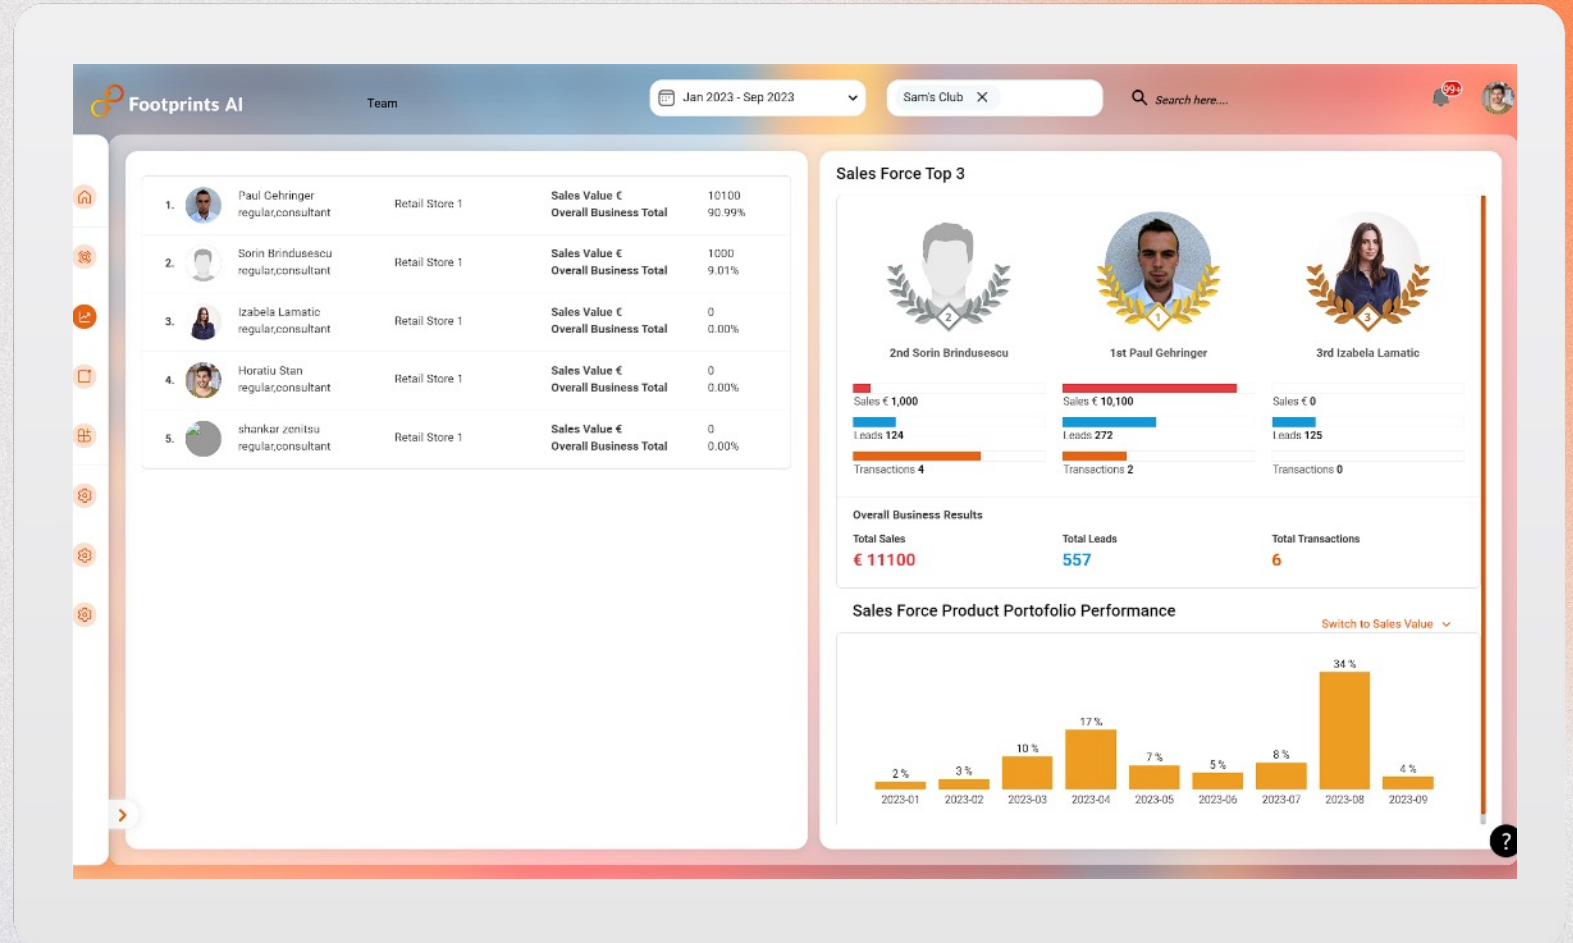 Footprints AI
Team
Jan 2023 - Sep 2023
Sam's Club
Search here....
99+
1.
Paul Gehringer
regular,consultant
Retail Store 1
Sales Value €
10100
Overall Business Total
90.99%
2.
Sorin Brindusescu
regular,consultant
Retail Store 1
Sales Value €
1000
Overall Business Total
9.01%
3.
Izabela Lamatic
regular,consultant
Retail Store 1
Sales Value €
0
Overall Business Total
0.00%
4.
Horatiu Stan
regular,consultant
Retail Store 1
Sales Value €
0
Overall Business Total
0.00%
5.
shankar zenitsu
regular,consultant
Retail Store 1
Sales Value €
0
Overall Business Total
0.00%
Sales Force Top 3
2
1
3
2nd Sorin Brindusescu
1st Paul Gehringer
3rd Izabela Lamatic
Sales € 1,000
Sales € 10,100
Sales € 0
Leads 124
Leads 272
Leads 125
Transactions 4
Transactions 2
Transactions 0
Overall Business Results
Total Sales
Total Leads
Total Transactions
€ 11100
557
6
Sales Force Product Portofolio Performance
Switch to Sales Value
2 %
3 %
10 %
17 %
7 %
5 %
8 %
34 %
4 %
2023-01
2023-02
2023-03
2023-04
2023-05
2023-06
2023-07
2023-08
2023-09
?